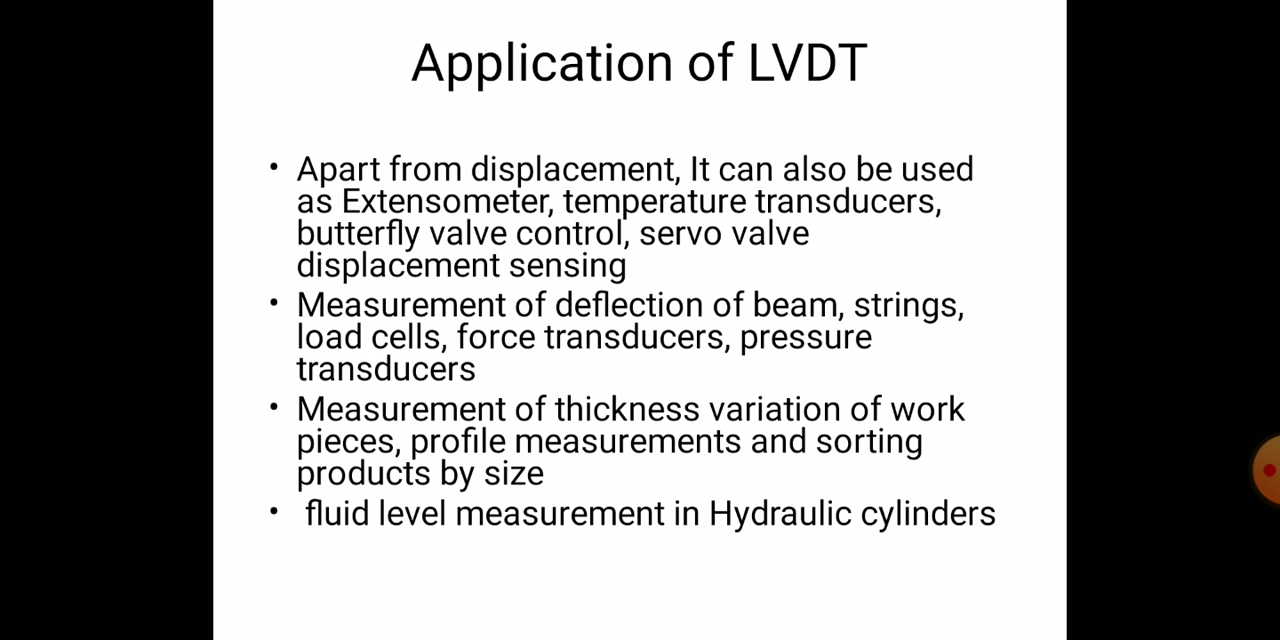 Application of LVDT
• Apart from displacement, It can also be used
as Extensometer, temperature transducers,
butterfly valve control, servo valve
displacement sensing
• Measurement of deflection of beam, strings,
load cells, force transducers, pressure
transducers
• Measurement of thickness variation of work
pieces, profile measurements and sorting
products by size
• fluid level measurement in Hydraulic cylinders